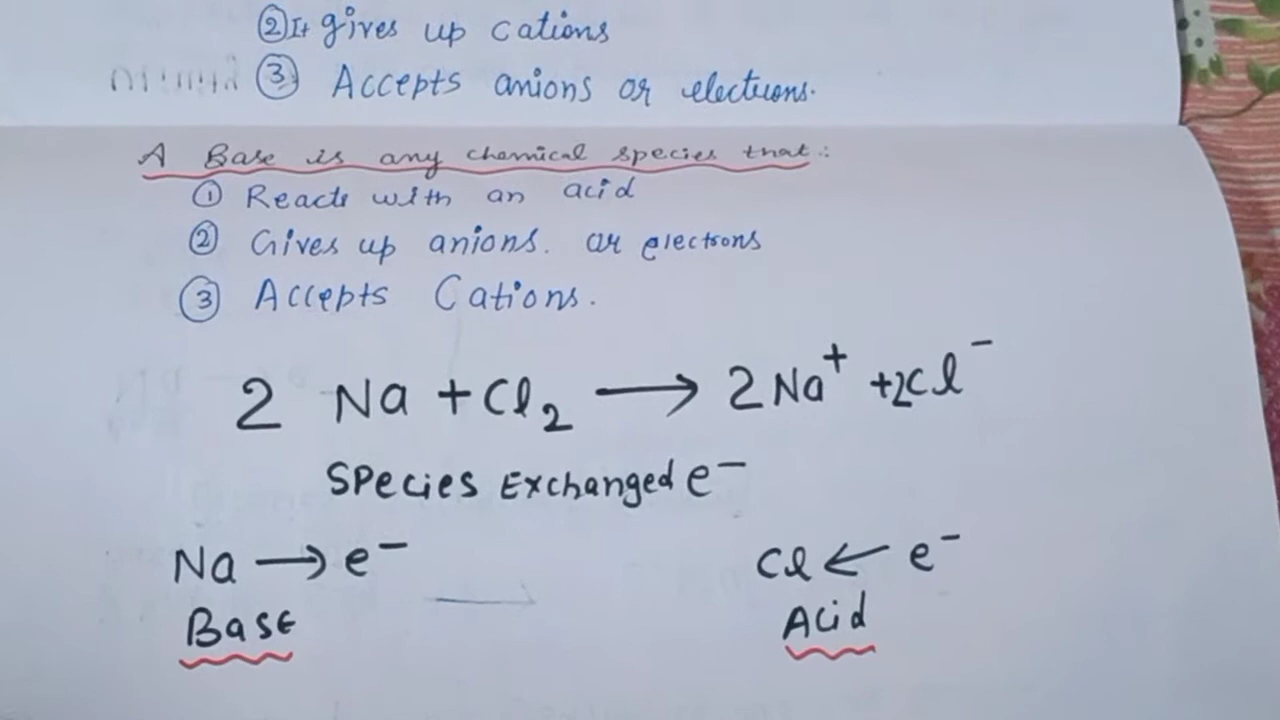 ② It gives up cations
③ Accepts anions or electrons.
A Base is any chemical species that:
① Reacts with an acid
② Gives up anions. or electrons
③ Accepts Cations.
2 Na + Cl₂ → 2Na⁺ + 2Cl⁻
Species Exchanged e⁻
Na → e⁻ Cl ← e⁻
Base Acid